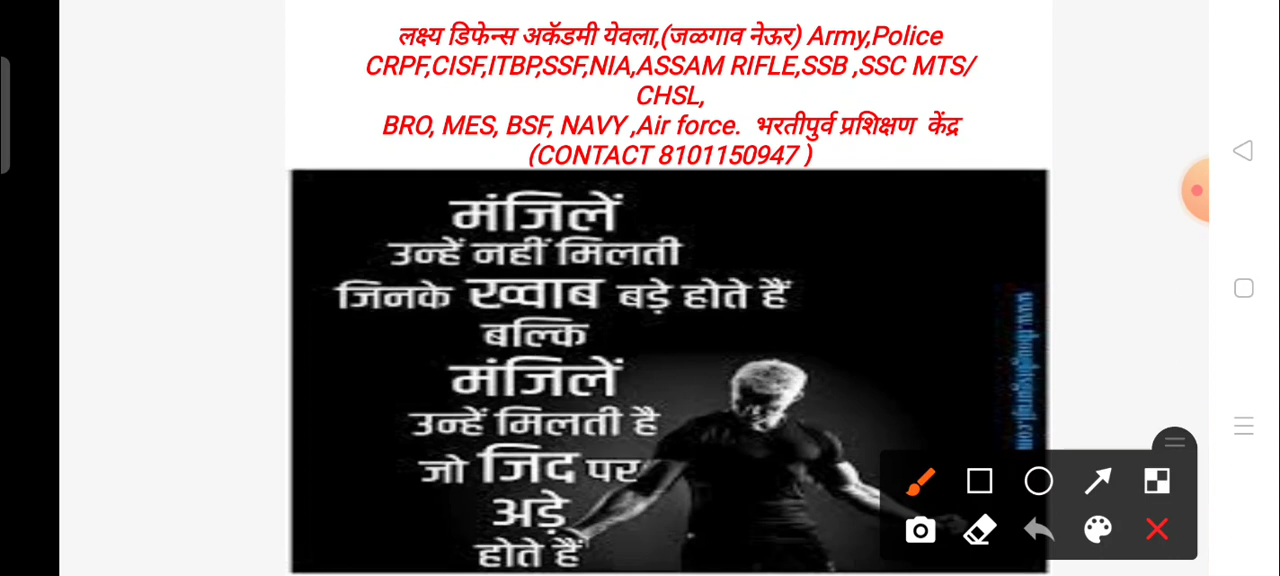 लक्ष्य डिफेन्स अकॅडमी येवला,(जळगाव नेऊर) Army,Police
CRPF,CISF,ITBP,SSF,NIA,ASSAM RIFLE,SSB ,SSC MTS/
CHSL,
BRO, MES, BSF, NAVY ,Air force. भरतीपुर्व प्रशिक्षण केंद्र
(CONTACT 8101150947 )
मंजिलें
उन्हें नहीं मिलती
जिनके ख्वाब बड़े होते हैं
बल्कि
मंजिलें
उन्हें मिलती है
जो जिद पर
अड़े
होते हैं